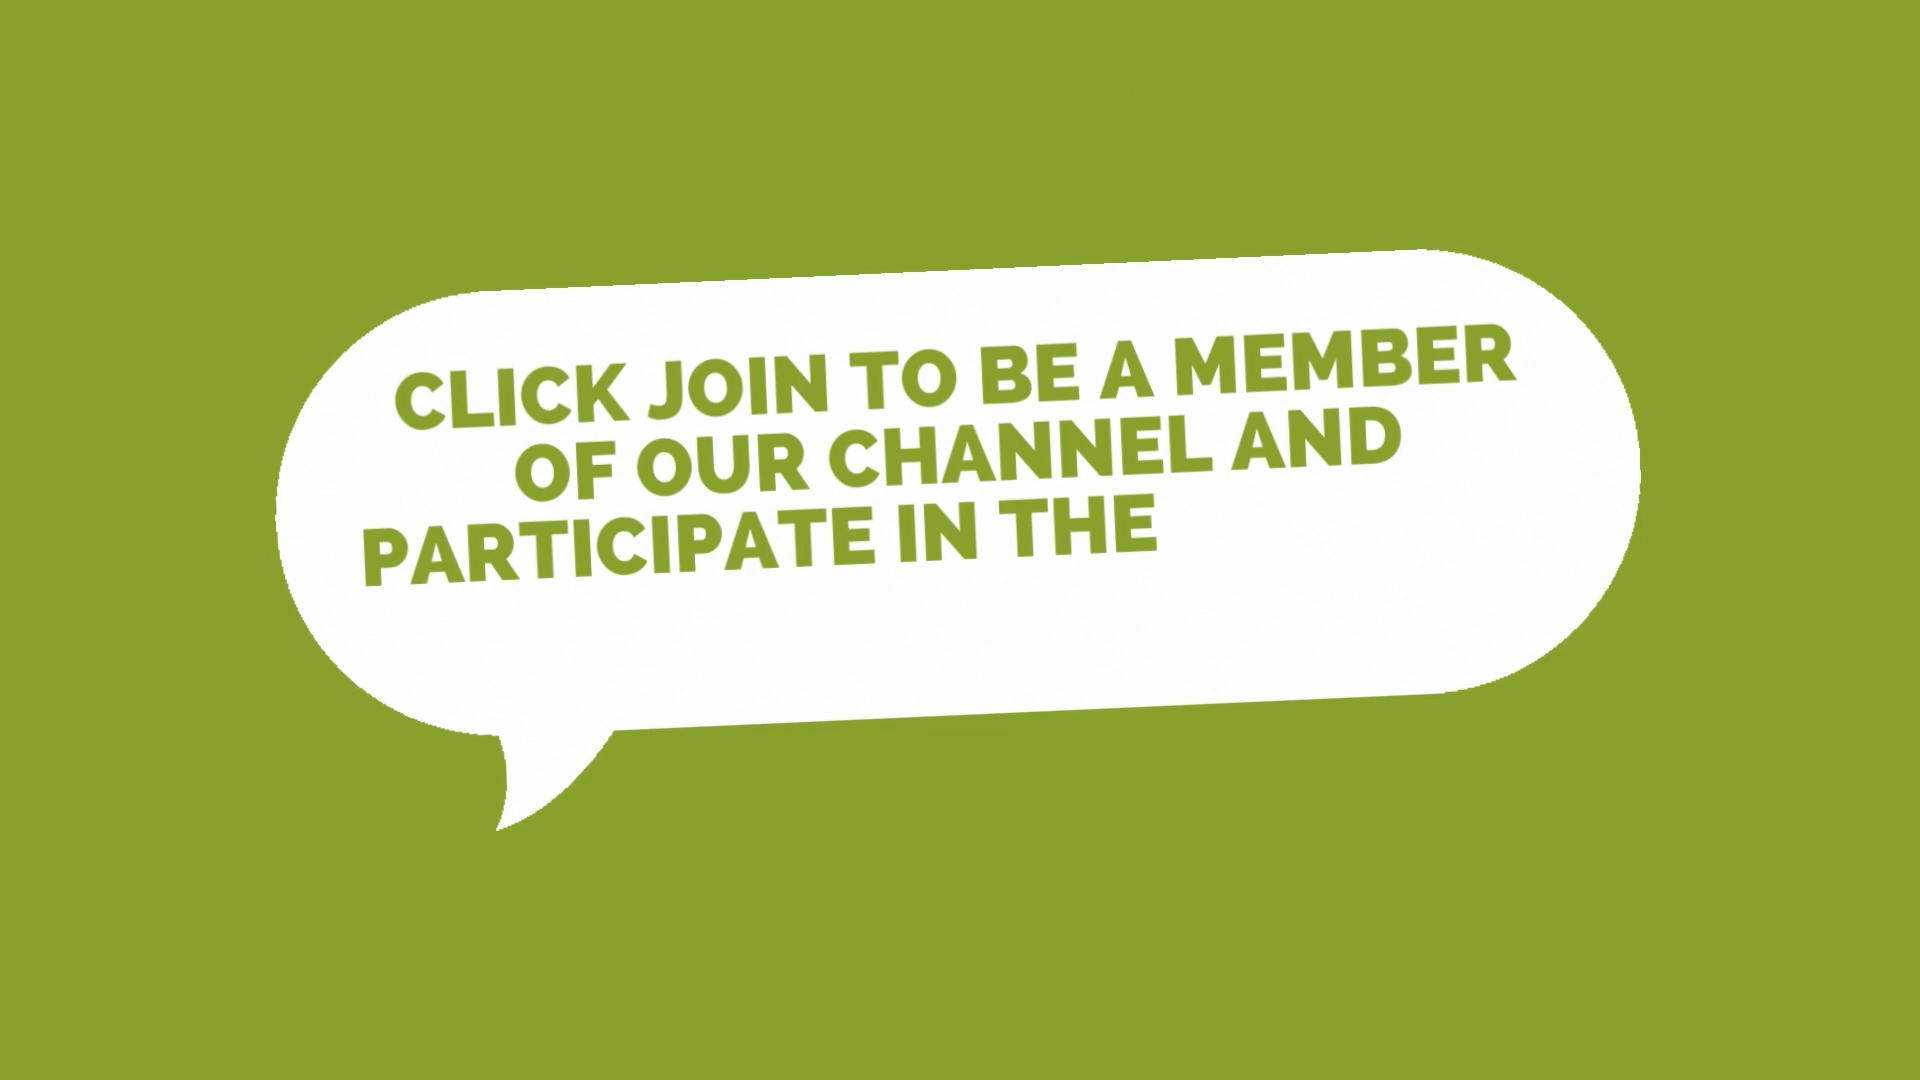 CLICK JOIN TO BE A MEMBER
OF OUR CHANNEL AND
PARTICIPATE IN THE